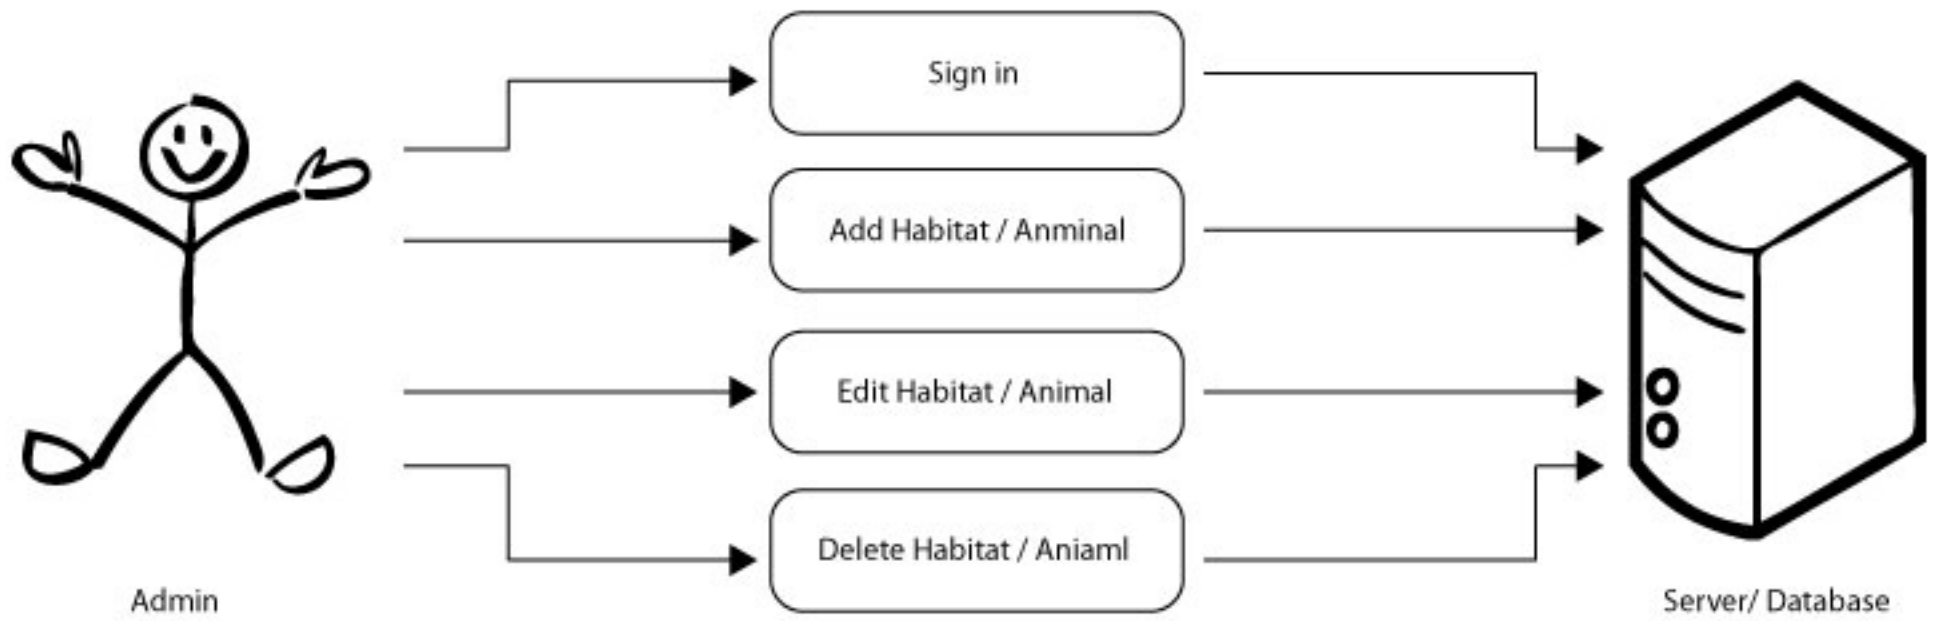 Sign in
Add Habitat / Anminal
Edit Habitat / Animal
Delete Habitat / Aniaml
Admin
Server/ Database